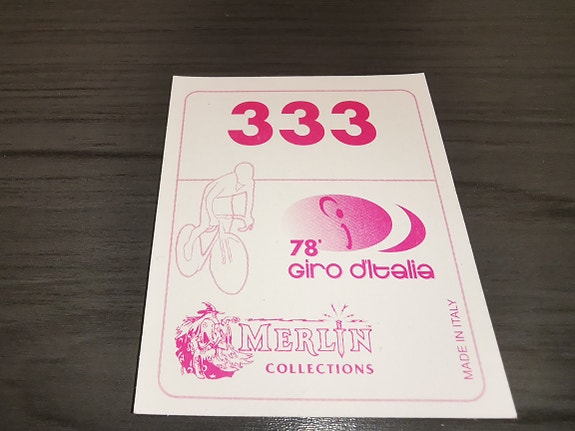 333
78'
Giro d'Italia
MERLIN
COLLECTIONS
MADE IN ITALY